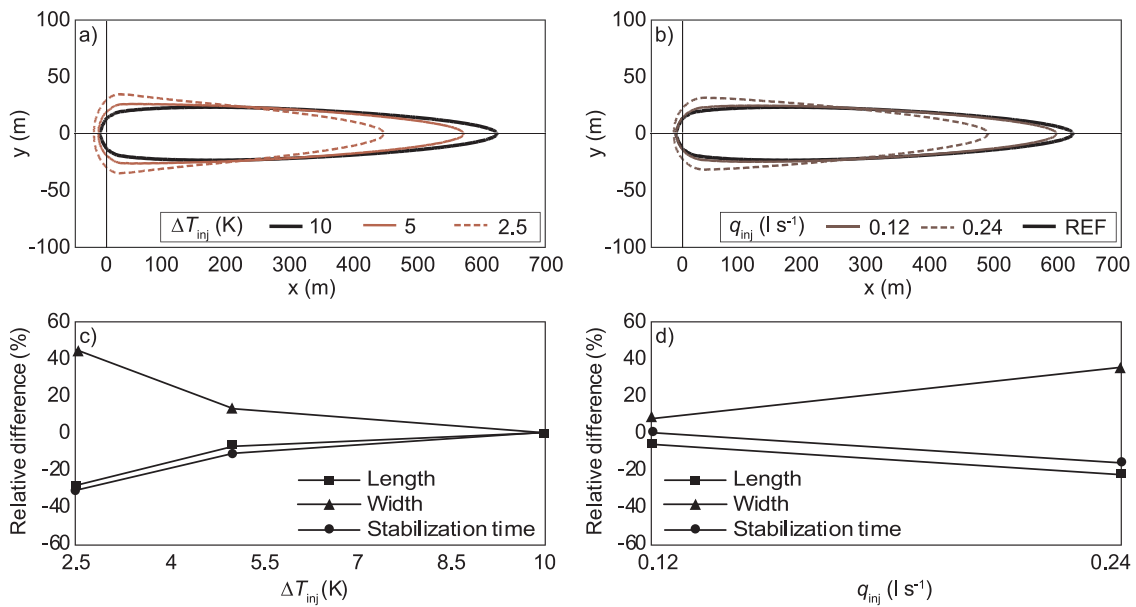 a)
100
50
0
-50
-100
y (m)
ΔTinj (K) 10 5 2.5
0 100 200 300 400 500 600 700
x (m)
b)
100
50
0
-50
-100
y (m)
qinj (l s-1) 0.12 0.24 REF
0 100 200 300 400 500 600 700
x (m)
c)
60
40
20
0
-20
-40
-60
Relative difference (%)
Length
Width
Stabilization time
2.5 4 5.5 7 8.5 10
ΔTinj (K)
d)
60
40
20
0
-20
-40
-60
Relative difference (%)
Length
Width
Stabilization time
0.12 0.24
qinj (l s-1)